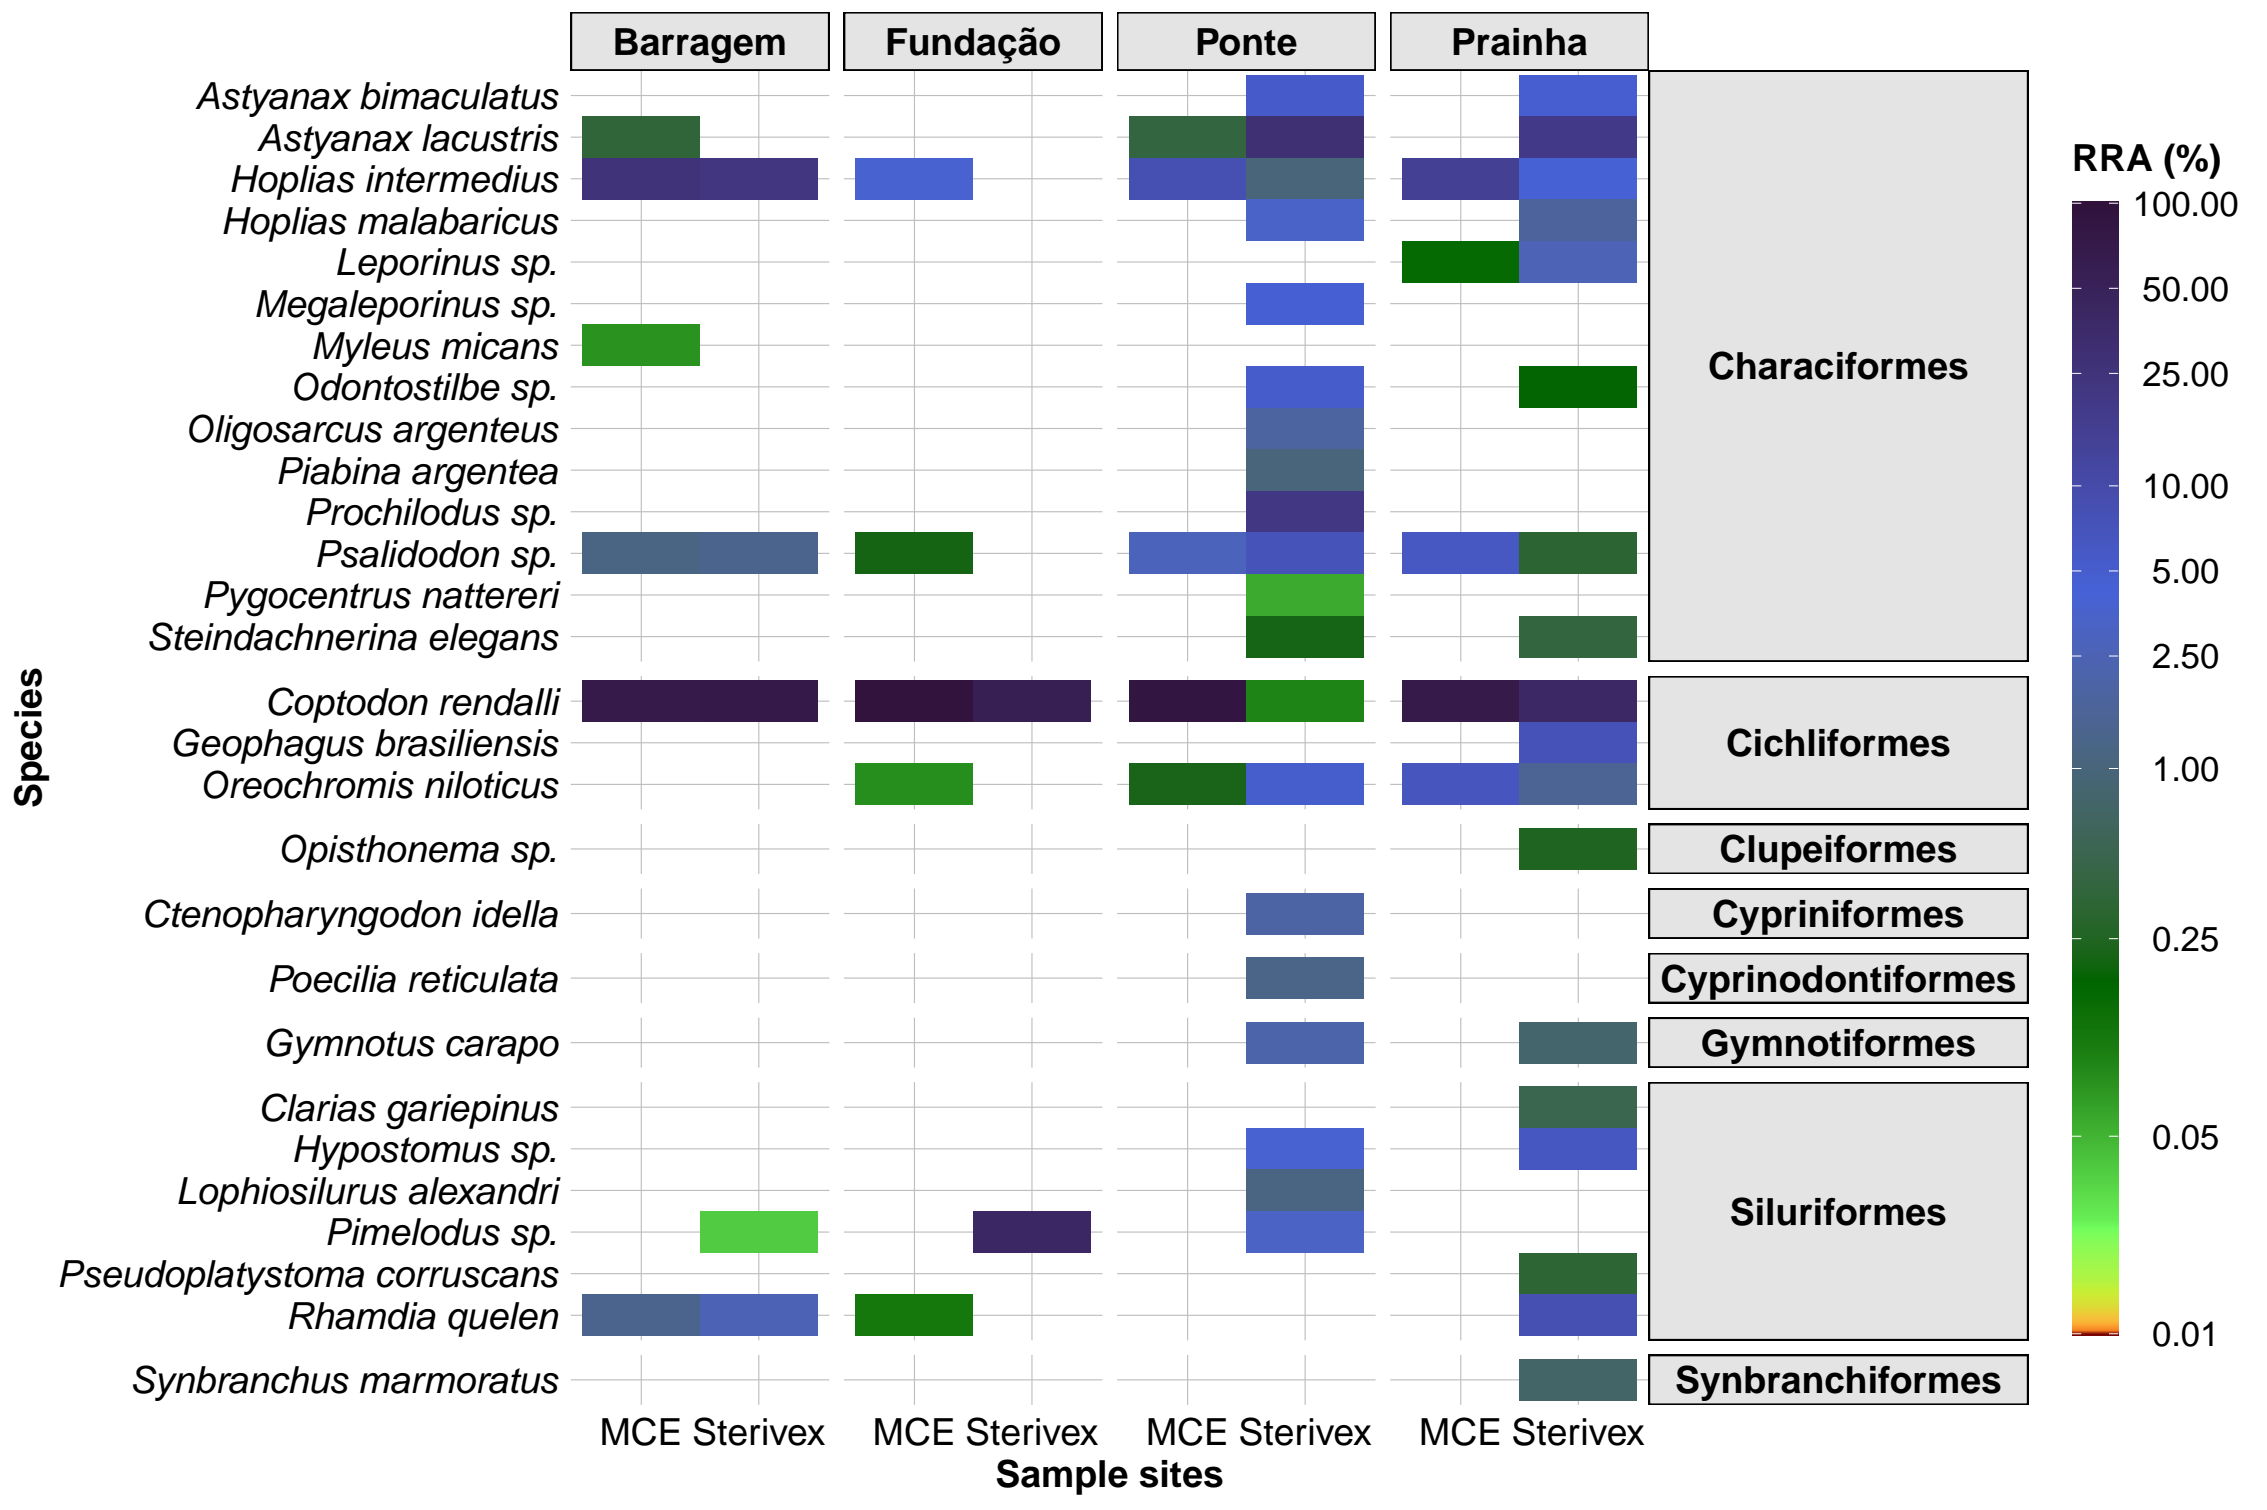 Barragem Fundação Ponte Prainha
Astyanax bimaculatus
Astyanax lacustris
Hoplias intermedius
Hoplias malabaricus
Leporinus sp.
Megaleporinus sp.
Myleus micans
Odontostilbe sp.
Oligosarcus argenteus
Piabina argentea
Prochilodus sp.
Psalidodon sp.
Pygocentrus nattereri
Steindachnerina elegans
Coptodon rendalli
Geophagus brasiliensis
Oreochromis niloticus
Opisthonema sp.
Ctenopharyngodon idella
Poecilia reticulata
Gymnotus carapo
Clarias gariepinus
Hypostomus sp.
Lophiosilurus alexandri
Pimelodus sp.
Pseudoplatystoma corruscans
Rhamdia quelen
Synbranchus marmoratus
Species
Characiformes
Cichliformes
Clupeiformes
Cypriniformes
Cyprinodontiformes
Gymnotiformes
Siluriformes
Synbranchiformes
MCE Sterivex MCE Sterivex MCE Sterivex MCE Sterivex
Sample sites
RRA (%)
100.00
50.00
25.00
10.00
5.00
2.50
1.00
0.25
0.05
0.01